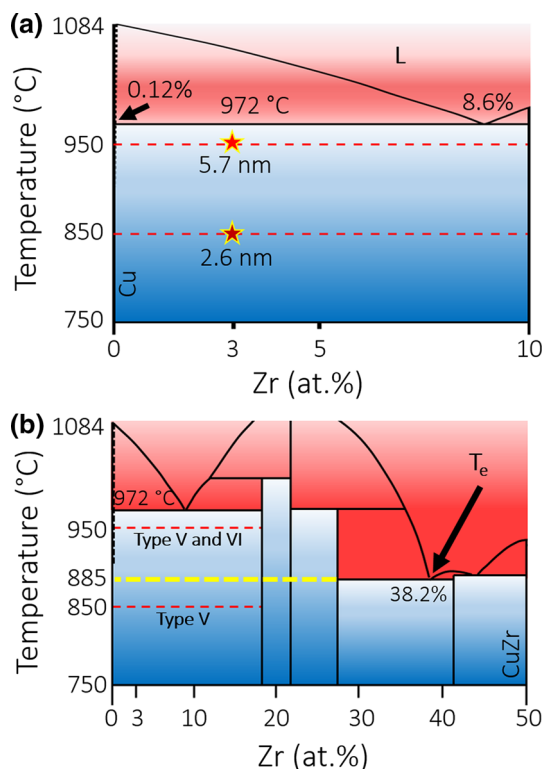 (a)
1084
L
0.12%
972 °C
8.6%
950
5.7 nm
850
2.6 nm
Cu
750
0
3
5
10
Temperature (°C)
Zr (at.%)
(b)
1084
Te
972 °C
950
Type V and VI
885
38.2%
850
Type V
CuZr
750
0
3
10
20
30
40
50
Temperature (°C)
Zr (at.%)